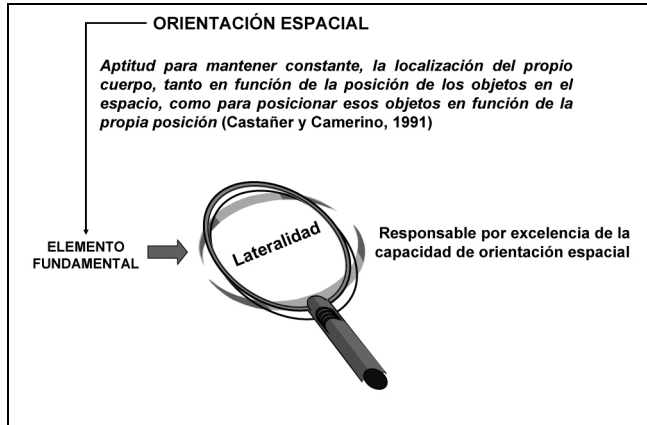 ORIENTACIÓN ESPACIAL
Aptitud para mantener constante, la localización del propio
cuerpo, tanto en función de la posición de los objetos en el
espacio, como para posicionar esos objetos en función de la
propia posición (Castañer y Camerino, 1991)
ELEMENTO
FUNDAMENTAL
Lateralidad
Responsable por excelencia de la
capacidad de orientación espacial